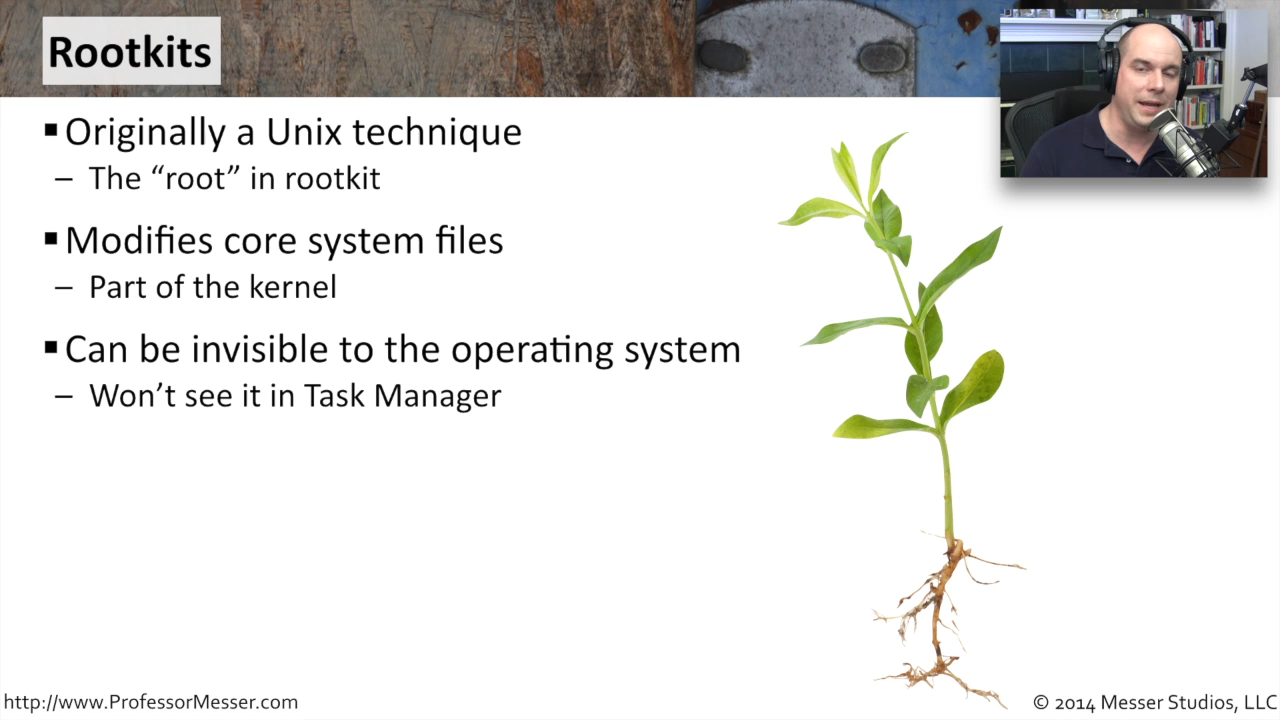 Rootkits
▪ Originally a Unix technique
– The “root” in rootkit
▪ Modifies core system files
– Part of the kernel
▪ Can be invisible to the operating system
– Won’t see it in Task Manager
http://www.ProfessorMesser.com
© 2014 Messer Studios, LLC